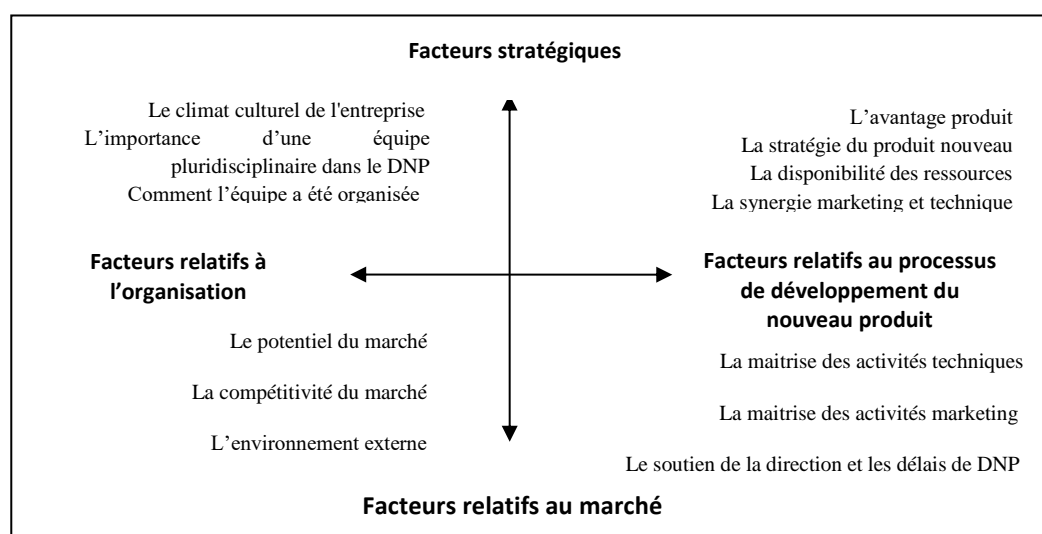 Facteurs stratégiques
Le climat culturel de l'entreprise
L'importance d'une équipe
pluridisciplinaire dans le DNP
Comment l'équipe a été organisée
L'avantage produit
La stratégie du produit nouveau
La disponibilité des ressources
La synergie marketing et technique
Facteurs relatifs à
l'organisation
Facteurs relatifs au processus
de développement du
nouveau produit
Le potentiel du marché
La compétitivité du marché
L'environnement externe
La maitrise des activités techniques
La maitrise des activités marketing
Le soutien de la direction et les délais de DNP
Facteurs relatifs au marché